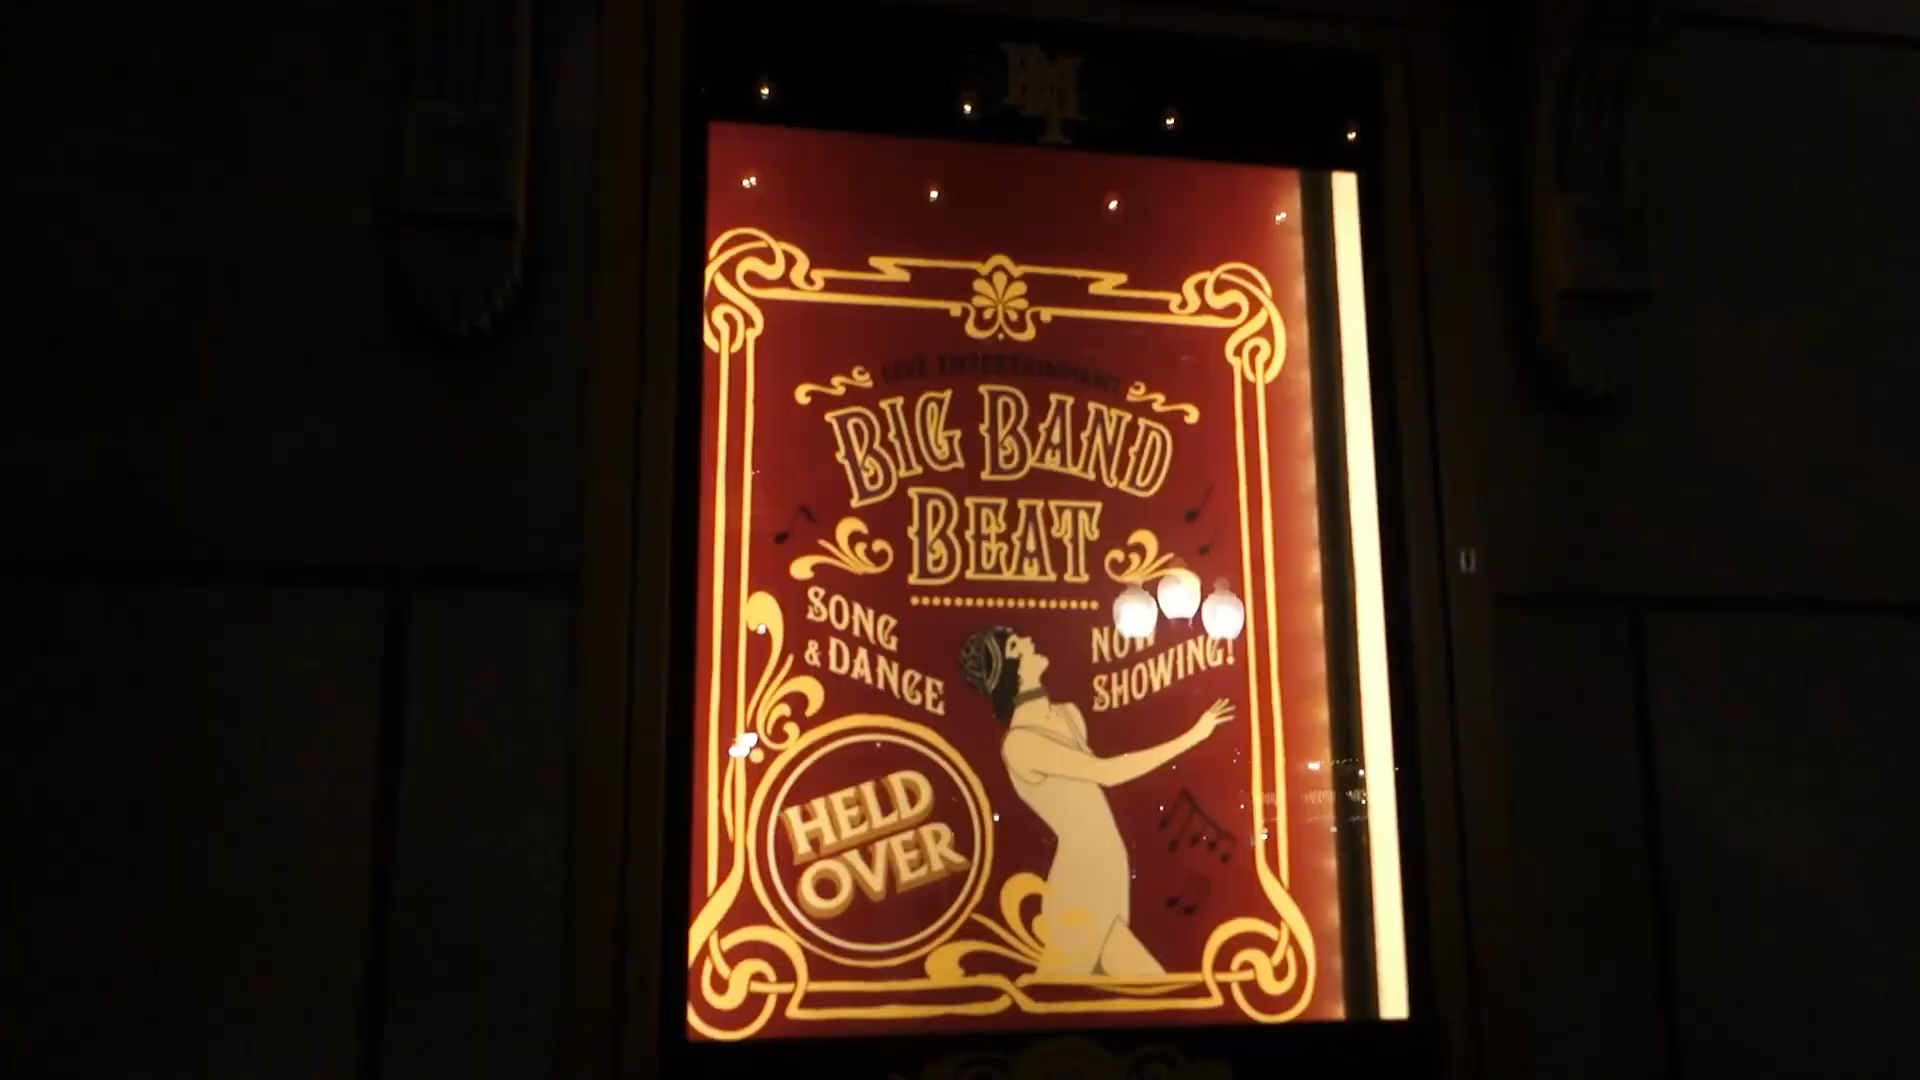 LIVE ENTERTAINMENT
BIG BAND
BEAT
SONG
& DANCE
NOW
SHOWING!
HELD
OVER